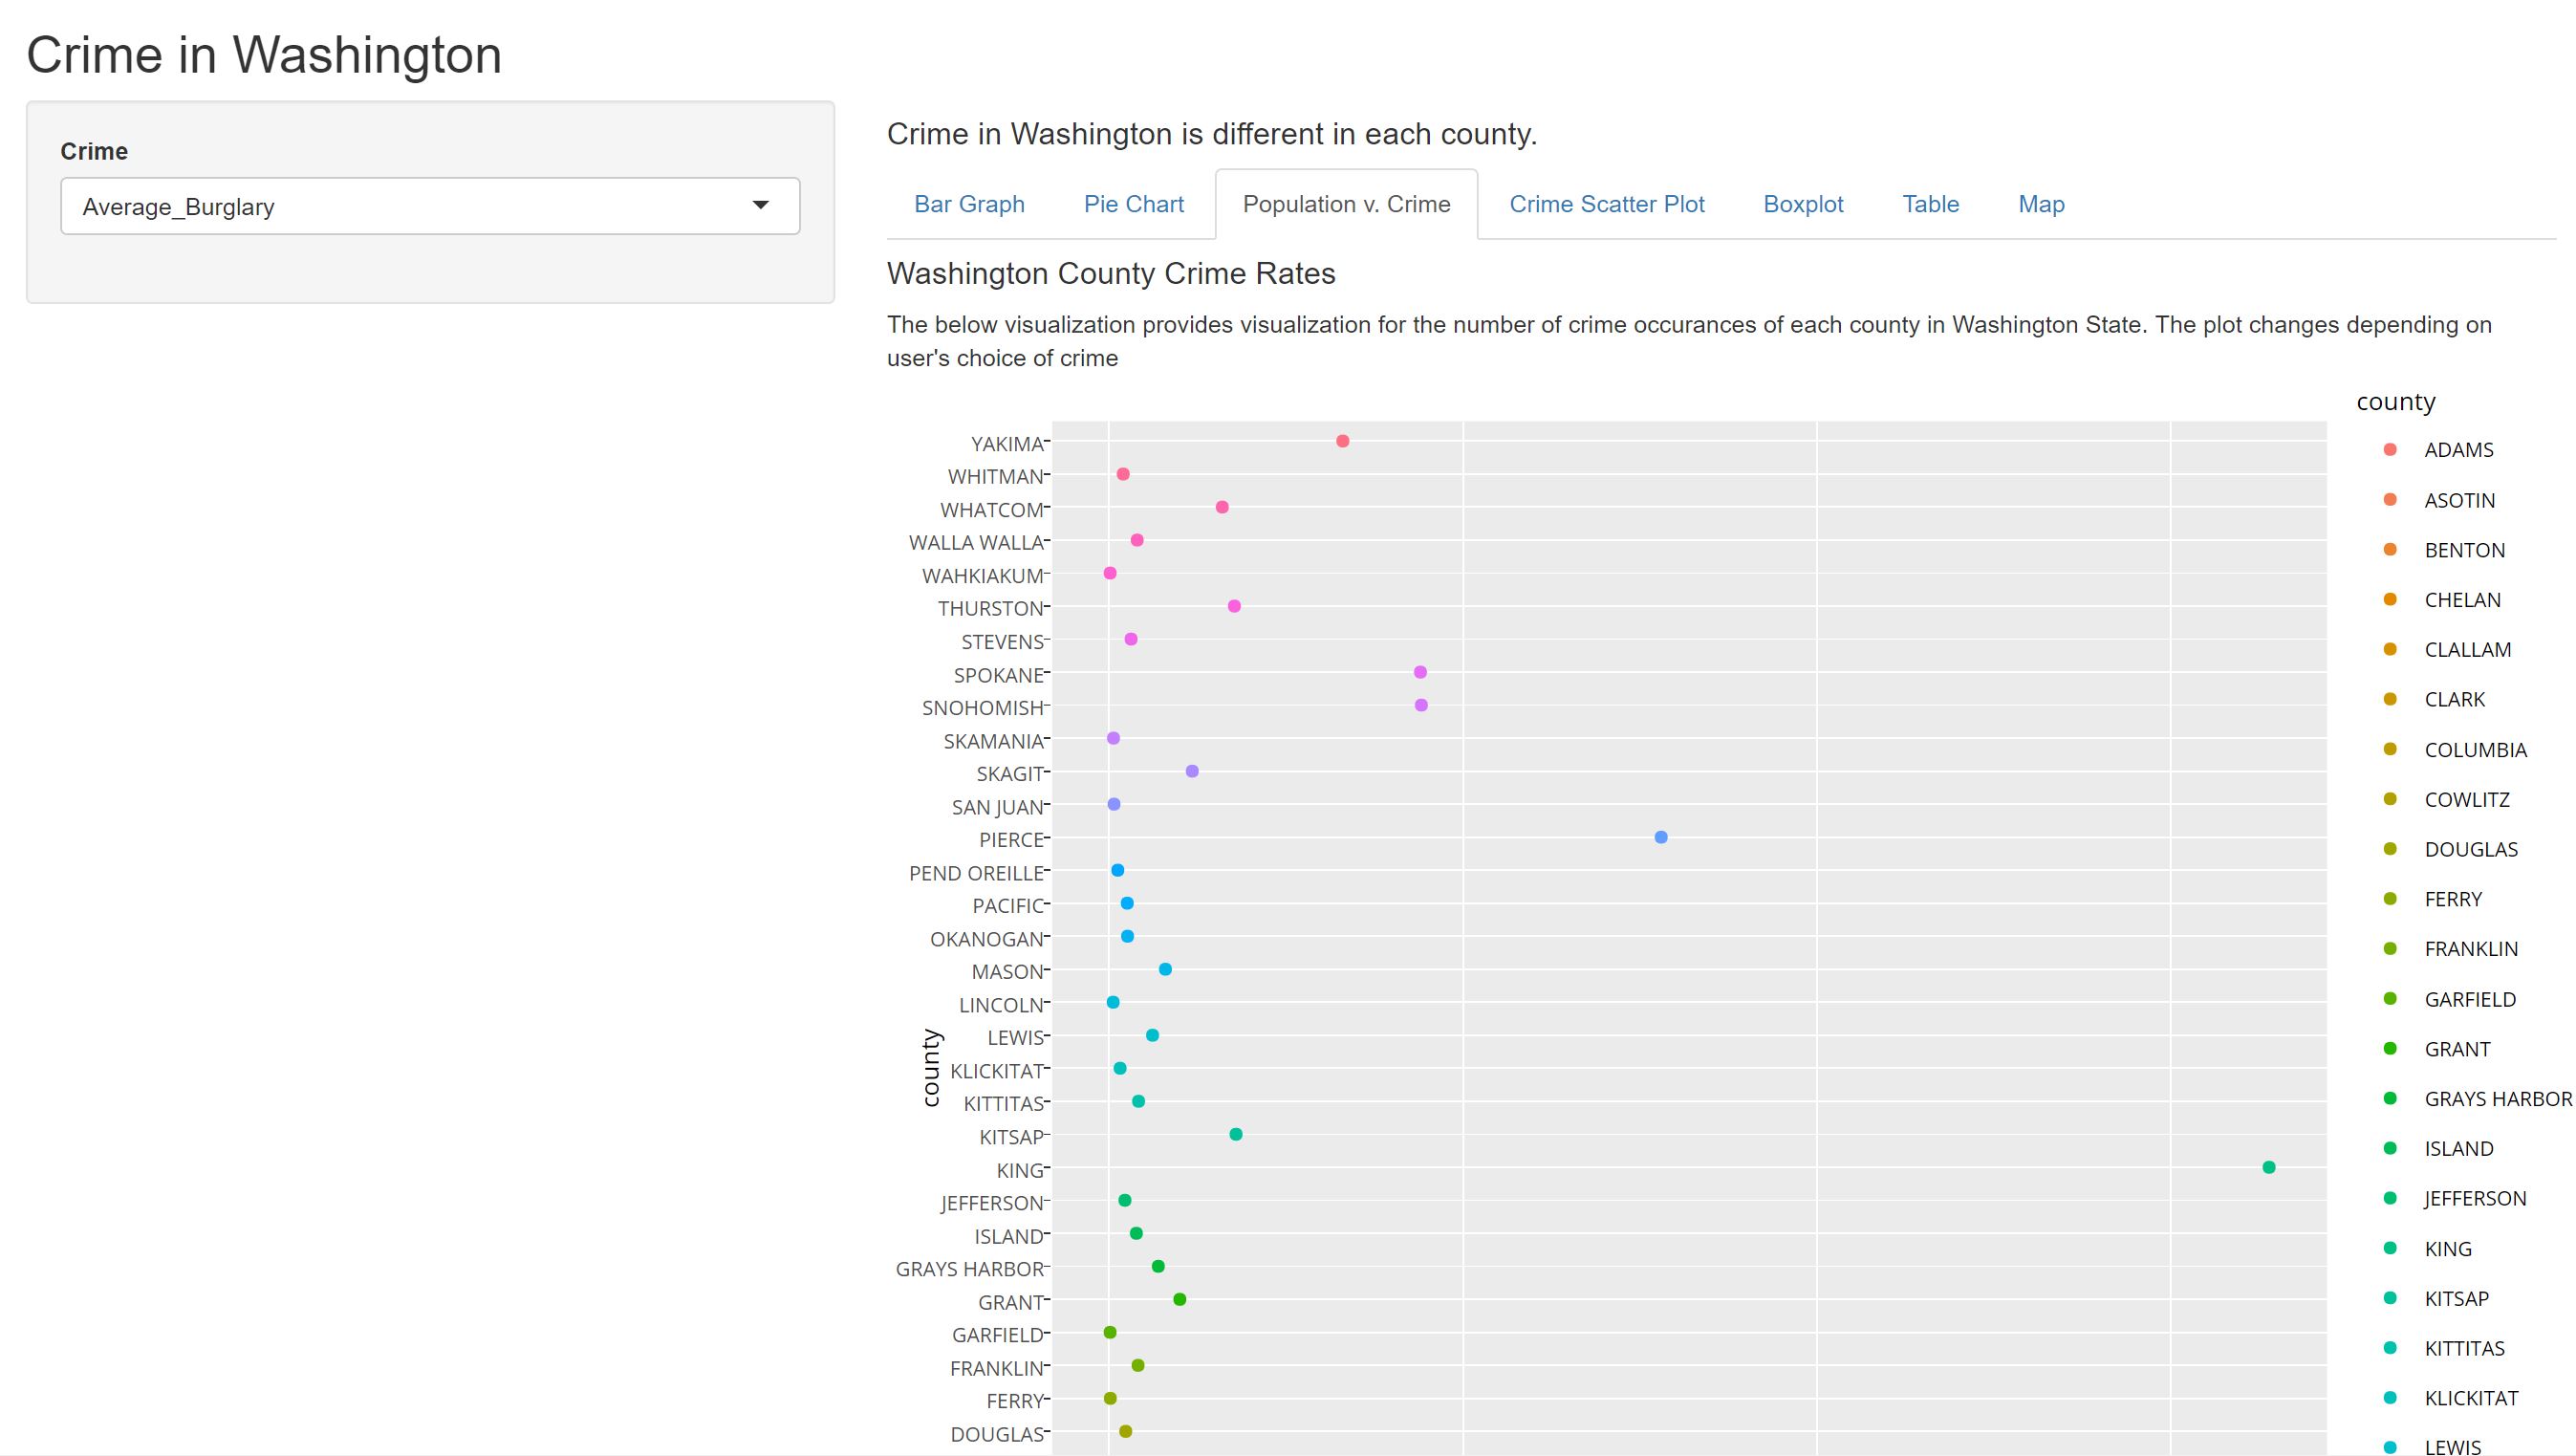 Crime in Washington
Crime
Average_Burglary
Crime in Washington is different in each county.
Bar Graph
Pie Chart
Population v. Crime
Crime Scatter Plot
Boxplot
Table
Map
Washington County Crime Rates
The below visualization provides visualization for the number of crime occurances of each county in Washington State. The plot changes depending on
user's choice of crime
YAKIMA
WHITMAN
WHATCOM
WALLA WALLA
WAHKIAKUM
THURSTON
STEVENS
SPOKANE
SNOHOMISH
SKAMANIA
SKAGIT
SAN JUAN
PIERCE
PEND OREILLE
PACIFIC
OKANOGAN
MASON
LINCOLN
LEWIS
KLICKITAT
KITTITAS
KITSAP
KING
JEFFERSON
ISLAND
GRAYS HARBOR
GRANT
GARFIELD
FRANKLIN
FERRY
DOUGLAS
county
county
ADAMS
ASOTIN
BENTON
CHELAN
CLALLAM
CLARK
COLUMBIA
COWLITZ
DOUGLAS
FERRY
FRANKLIN
GARFIELD
GRANT
GRAYS HARBOR
ISLAND
JEFFERSON
KING
KITSAP
KITTITAS
KLICKITAT
LEWIS